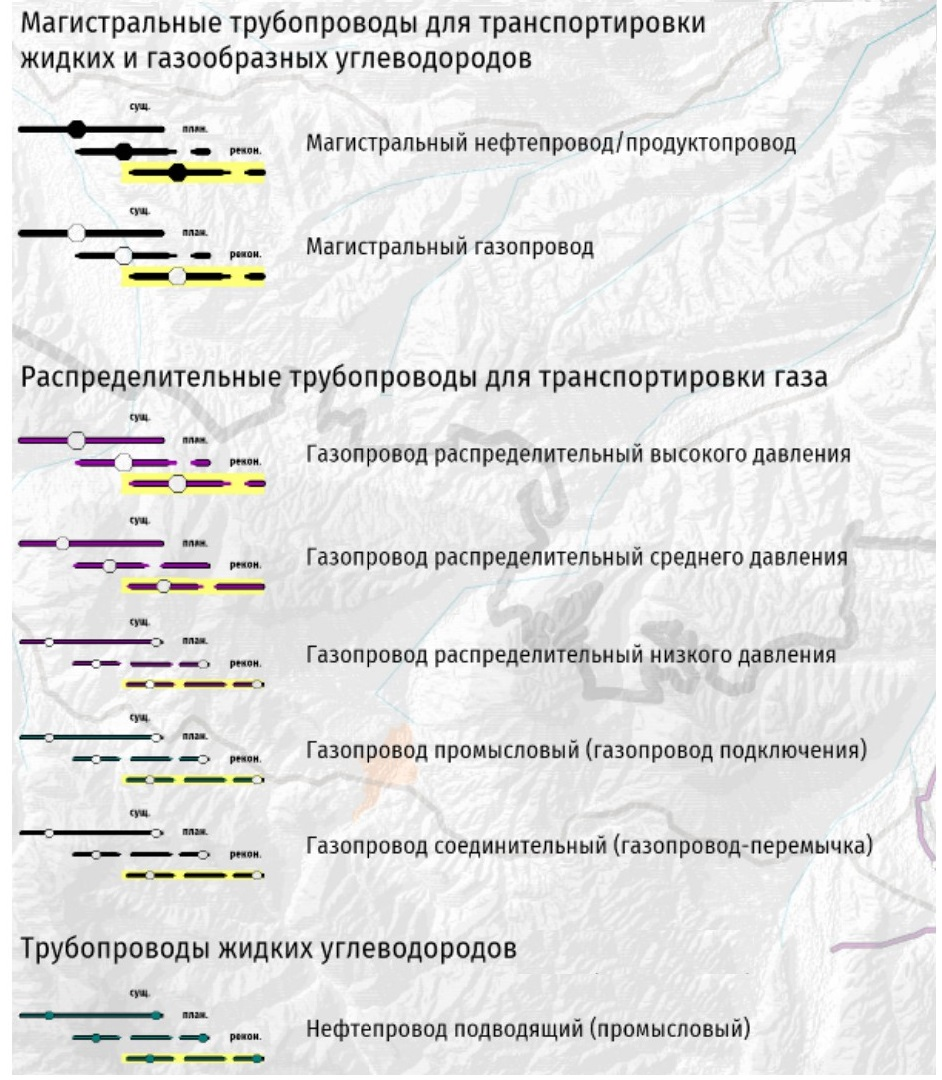 Магистральные трубопроводы для транспортировки
жидких и газообразных углеводородов
сущ.
план.
рекон.
Магистральный нефтепровод/продуктопровод
сущ.
план.
рекон.
Магистральный газопровод
Распределительные трубопроводы для транспортировки газа
сущ.
план.
рекон.
Газопровод распределительный высокого давления
сущ.
план.
рекон.
Газопровод распределительный среднего давления
сущ.
план.
рекон.
Газопровод распределительный низкого давления
сущ.
план.
рекон.
Газопровод промысловый (газопровод подключения)
сущ.
план.
рекон.
Газопровод соединительный (газопровод-перемычка)
Трубопроводы жидких углеводородов
сущ.
план.
рекон.
Нефтепровод подводящий (промысловый)